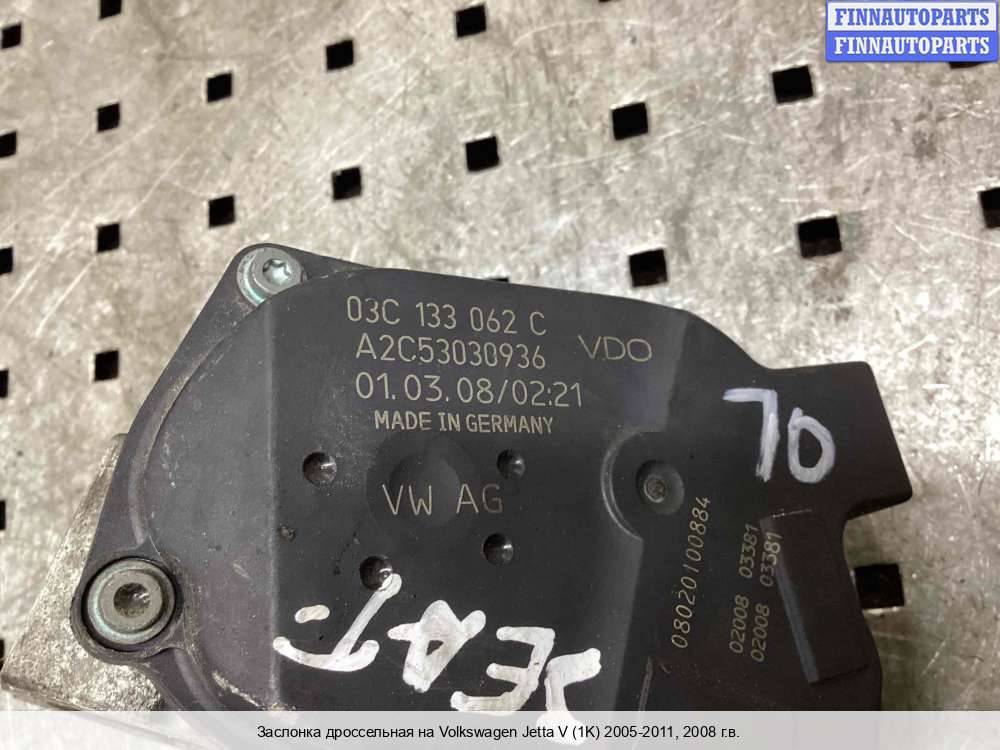 FINNAUTOPARTS
FINNAUTOPARTS
03C 133 062 C
A2C53030936
VDO
01.03.08/02:21
MADE IN GERMANY
VW AG
70
08020100884
02008 03381
02008 03381
SEAT-
Заслонка дроссельная на Volkswagen Jetta V (1K) 2005-2011, 2008 г.в.